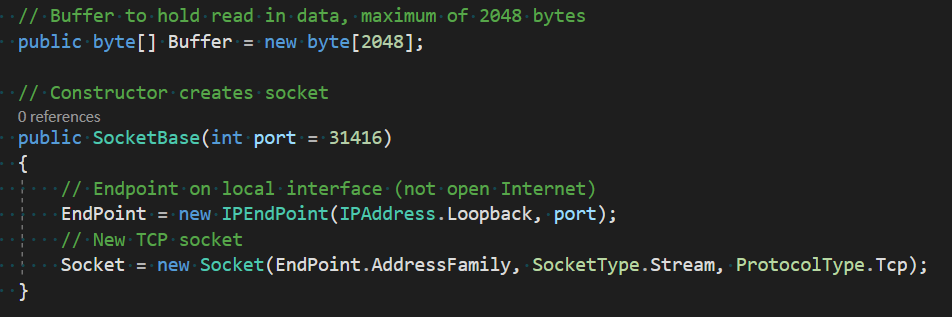 // Buffer to hold read in data, maximum of 2048 bytes
public byte[] Buffer = new byte[2048];
// Constructor creates socket
0 references
public SocketBase(int port = 31416)
{
// Endpoint on local interface (not open Internet)
EndPoint = new IPEndPoint(IPAddress.Loopback, port);
// New TCP socket
Socket = new Socket(EndPoint.AddressFamily, SocketType.Stream, ProtocolType.Tcp);
}